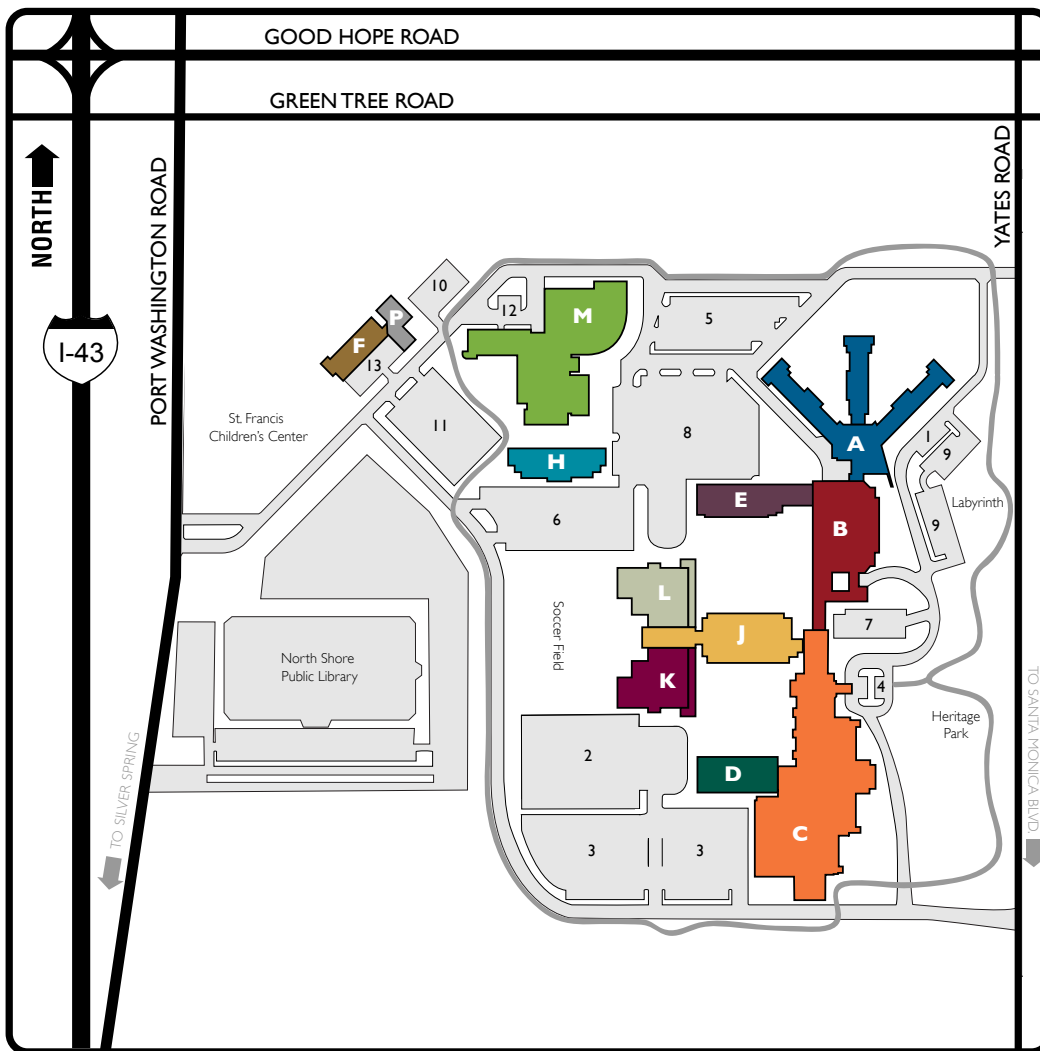 GOOD HOPE ROAD
GREEN TREE ROAD
NORTH
PORT WASHINGTON ROAD
YATES ROAD
I-43
10
12
M
P
5
F
13
St. Francis
Children's Center
11
8
A
1
9
H
E
B
Labyrinth
6
9
L
Soccer Field
J
7
North Shore
Public Library
K
4
Heritage
Park
TO SANTA MONICA BLVD.
2
D
TO SILVER SPRING
C
3
3